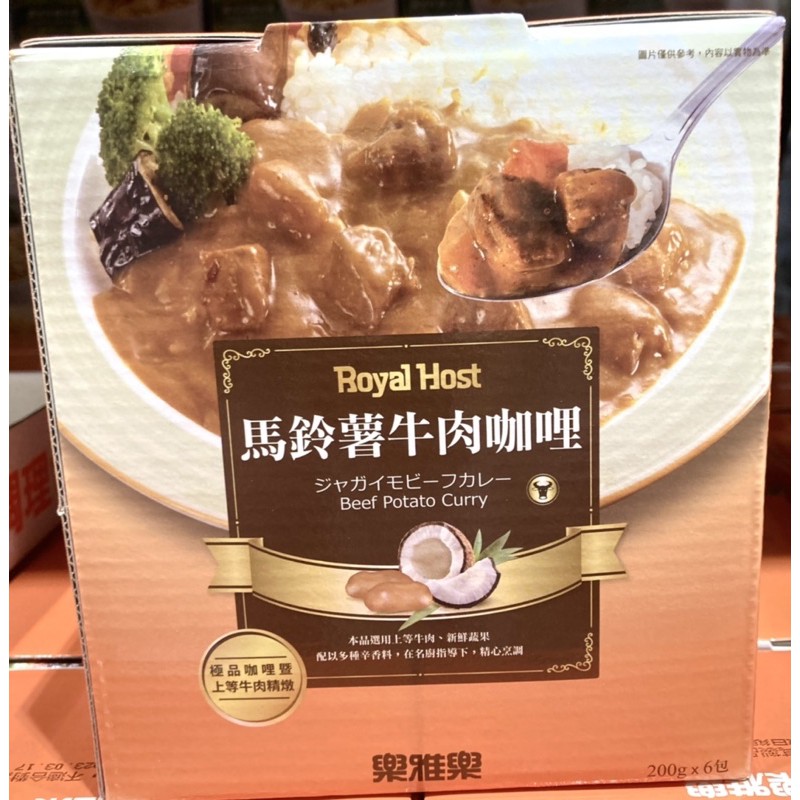 圖片僅供參考，內容以實物為準
Royal Host
馬鈴薯牛肉咖哩
ジャガイモビーフカレー
Beef Potato Curry
本品選用上等牛肉、新鮮蔬果
配以多種辛香料，在名廚指導下，精心烹調
極品咖哩暨
上等牛肉精燉
樂雅樂
200g x 6包